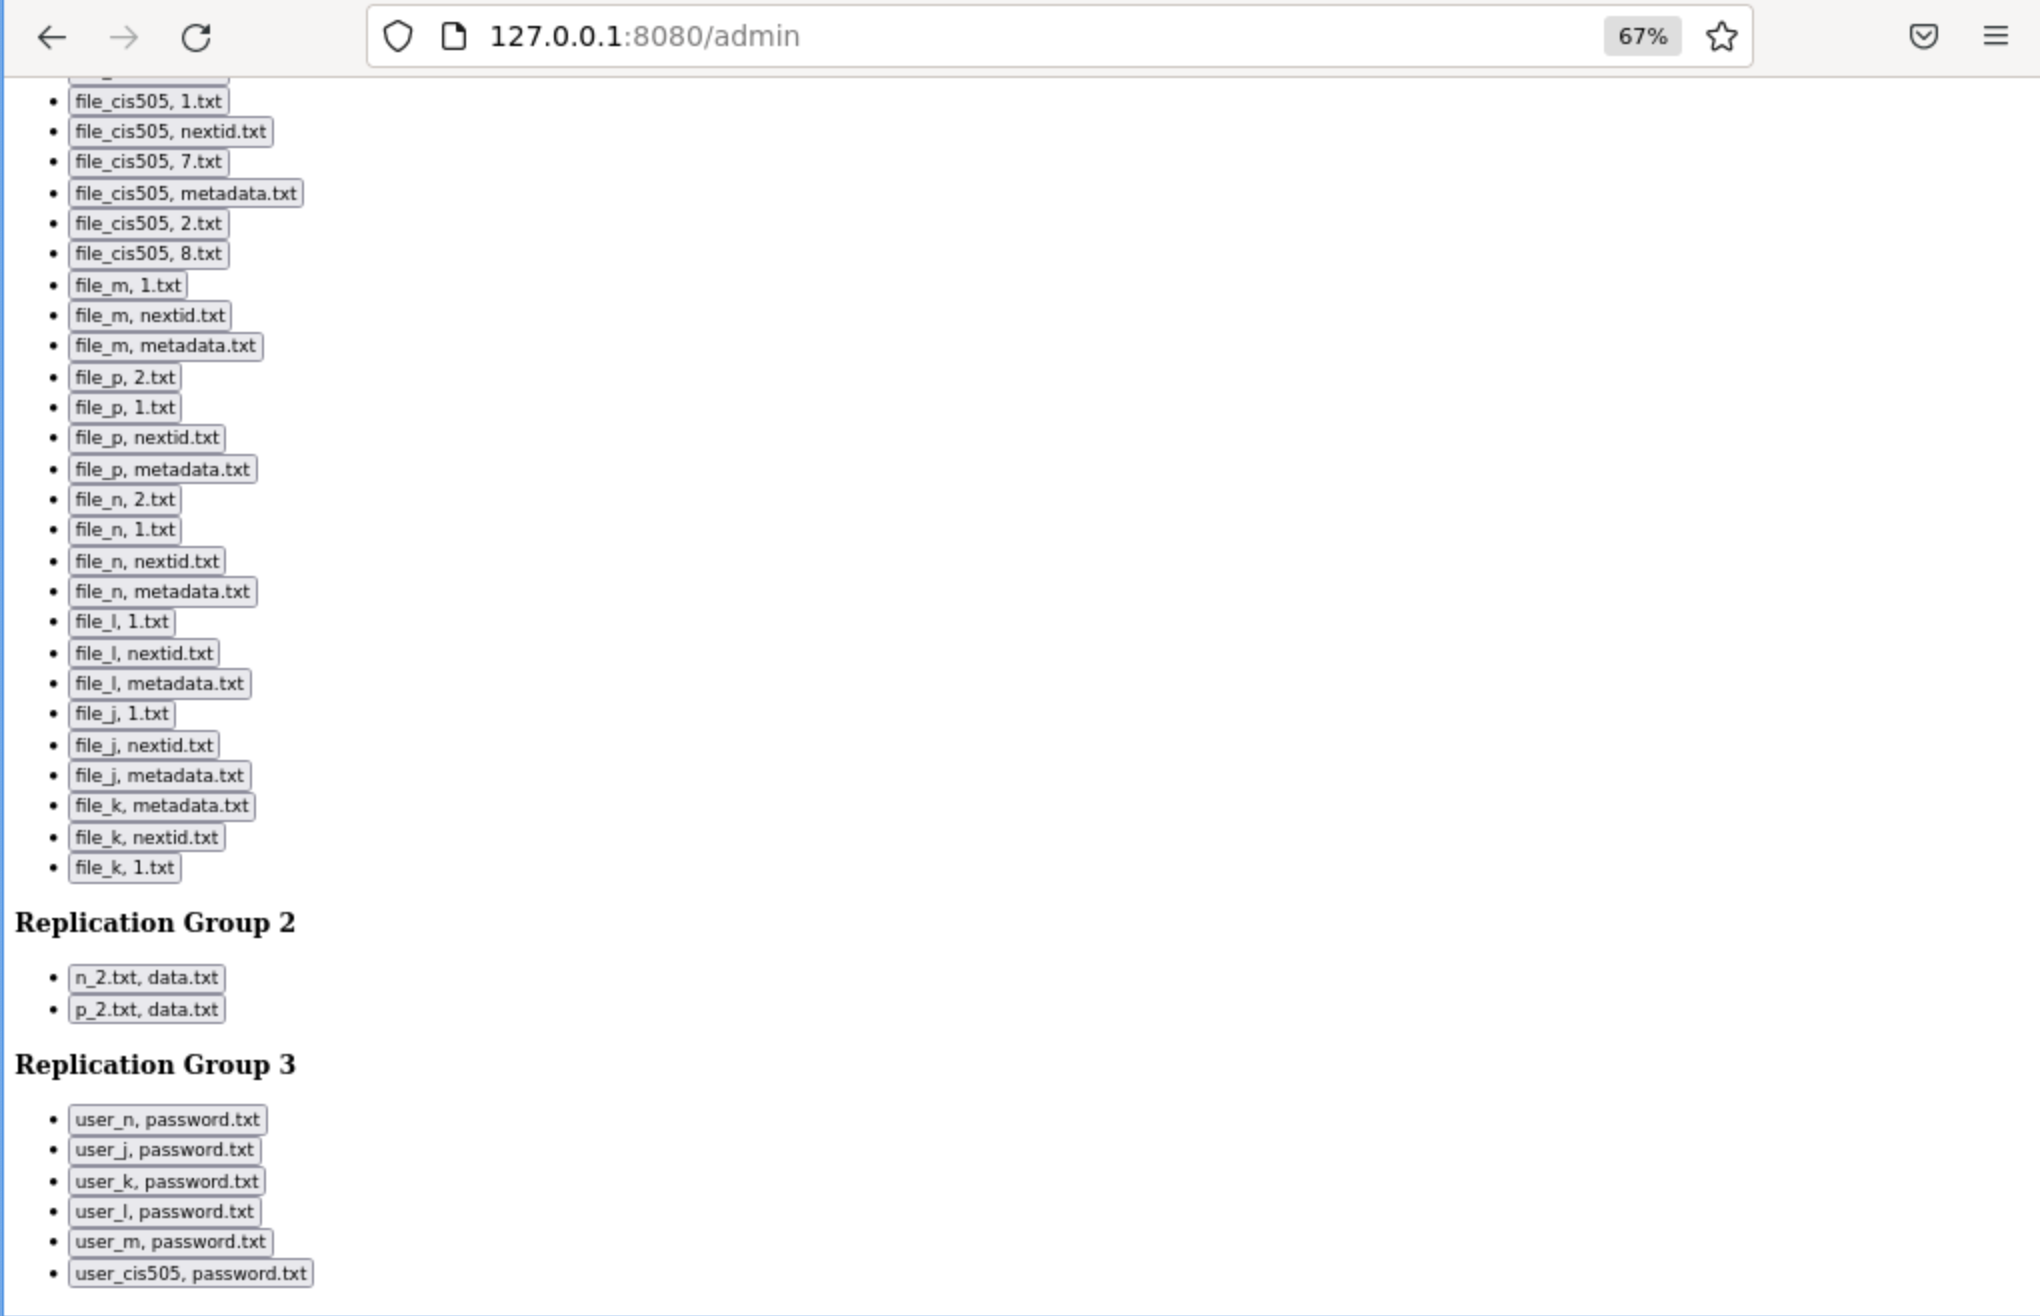 127.0.0.1:8080/admin 67%
file_cis505, 1.txt
file_cis505, nextid.txt
file_cis505, 7.txt
file_cis505, metadata.txt
file_cis505, 2.txt
file_cis505, 8.txt
file_m, 1.txt
file_m, nextid.txt
file_m, metadata.txt
file_p, 2.txt
file_p, 1.txt
file_p, nextid.txt
file_p, metadata.txt
file_n, 2.txt
file_n, 1.txt
file_n, nextid.txt
file_n, metadata.txt
file_l, 1.txt
file_l, nextid.txt
file_l, metadata.txt
file_j, 1.txt
file_j, nextid.txt
file_j, metadata.txt
file_k, metadata.txt
file_k, nextid.txt
file_k, 1.txt
Replication Group 2
n_2.txt, data.txt
p_2.txt, data.txt
Replication Group 3
user_n, password.txt
user_j, password.txt
user_k, password.txt
user_l, password.txt
user_m, password.txt
user_cis505, password.txt